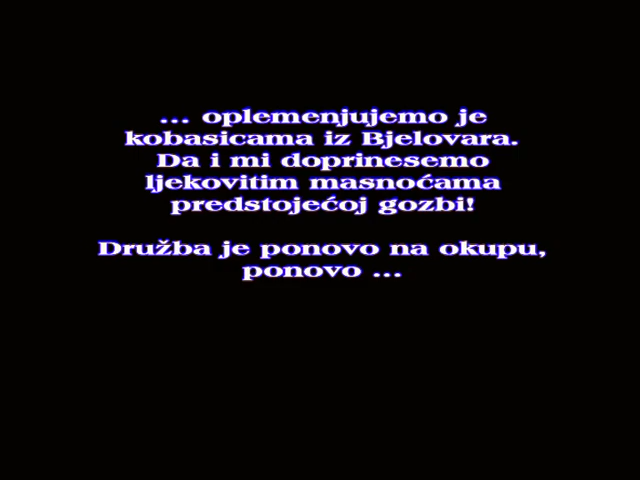 ... oplemenjujemo je
kobasicama iz Bjelovara.
Da i mi doprinesemo
ljekovitim masnoćama
predstojećoj gozbi!
Družba je ponovo na okupu,
ponovo ...